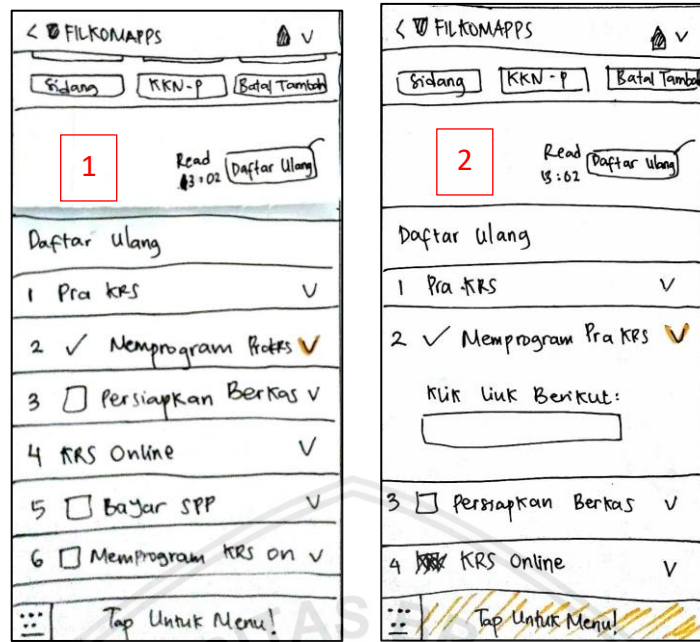 < FILKOMAPPS
Sidang KKN-P Batal Tambah
1
Read
13:02
Daftar Ulang
Daftar Ulang
1 Pra KRS
2 ✓ Memprogram PraKRS
3 Persiapkan Berkas
4 KRS Online
5 Bayar SPP
6 Memprogram KRS on
Tap Untuk Menu!
< FILKOMAPPS
Sidang KKN-P Batal Tambah
2
Read
13:02
Daftar Ulang
Daftar Ulang
1 Pra KRS
2 ✓ Memprogram Pra KRS
Klik Link Berikut:
3 Persiapkan Berkas
4 KRS Online
Tap Untuk Menu!